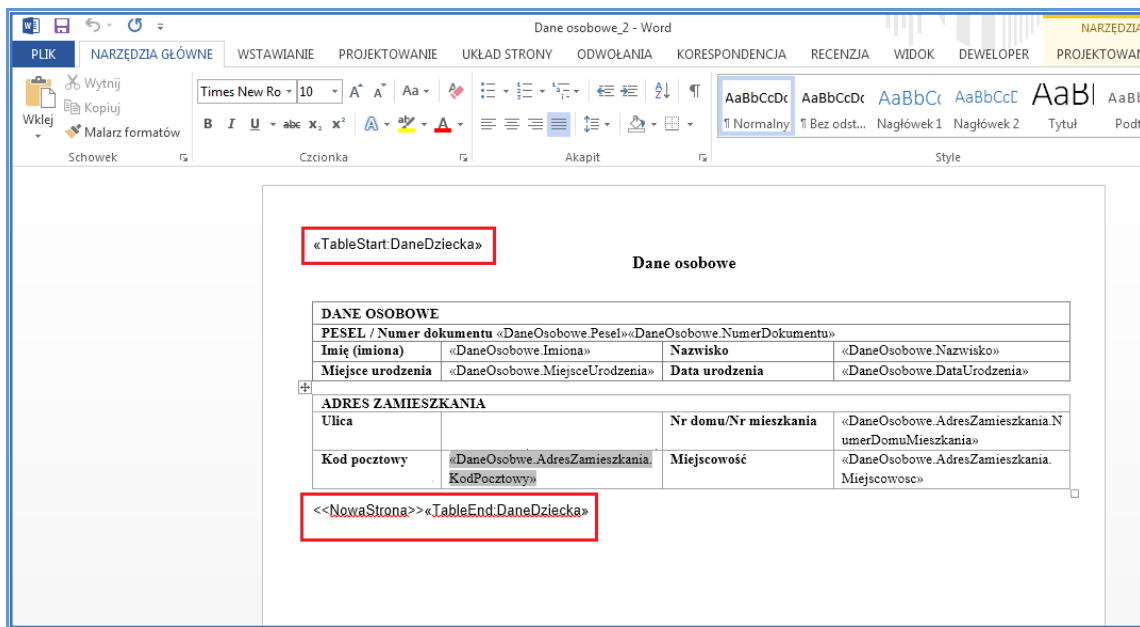 Dane osobowe_2 - Word
NARZĘDZIA
PLIK NARZĘDZIA GŁÓWNE WSTAWIANIE PROJEKTOWANIE UKŁAD STRONY ODWOŁANIA KORESPONDENCJA RECENZJA WIDOK DEWELOPER PROJEKTOWAN
Wklej
Wytnij
Kopiuj
Malarz formatów
Schowek
Times New Ro 10
Czcionka
Akapit
AaBbCcDc AaBbCcDc AaBbCc AaBbCcC AaBl AaBb
¶ Normalny ¶ Bez odst... Nagłówek 1 Nagłówek 2 Tytuł Podt
Style
«TableStart:DaneDziecka»
Dane osobowe
DANE OSOBOWE
PESEL / Numer dokumentu «DaneOsobowe.Pesel»«DaneOsobowe.NumerDokumentu»
Imię (imiona) «DaneOsobowe.Imiona» Nazwisko «DaneOsobowe.Nazwisko»
Miejsce urodzenia «DaneOsobowe.MiejsceUrodzenia» Data urodzenia «DaneOsobowe.DataUrodzenia»
ADRES ZAMIESZKANIA
Ulica Nr domu/Nr mieszkania «DaneOsobowe.AdresZamieszkania.N
umerDomuMieszkania»
Kod pocztowy «DaneOsobwe.AdresZamieszkania. Miejscowość «DaneOsobowe.AdresZamieszkania.
KodPocztowy» Miejscowosc»
<<NowaStrona>>«TableEnd:DaneDziecka»